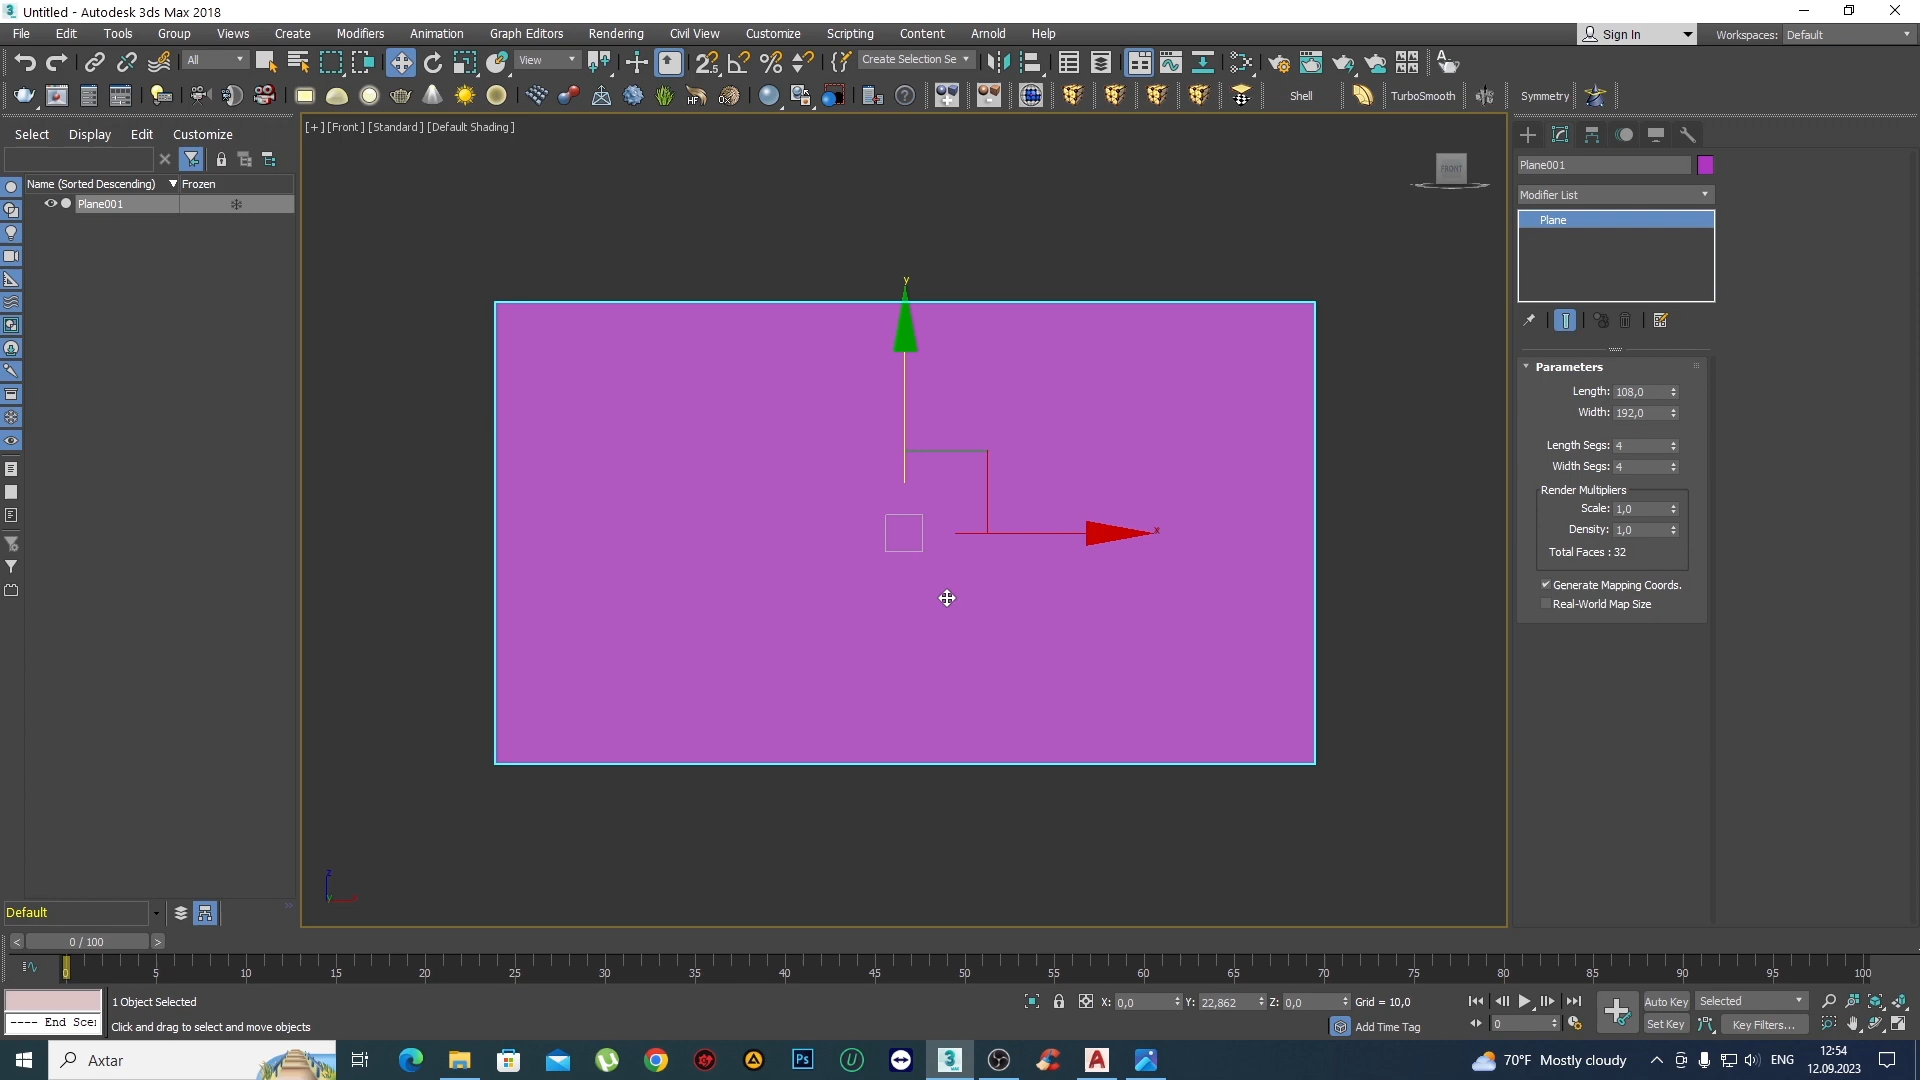 Untitled - Autodesk 3ds Max 2018
File Edit Tools Group Views Create Modifiers Animation Graph Editors Rendering Civil View Customize Scripting Content Arnold Help
Sign In
Workspaces: Default
All
View
Create Selection Se
Shell
TurboSmooth
Symmetry
Select Display Edit Customize
[+] [Front ] [Standard ] [Default Shading ]
FRONT
Name (Sorted Descending) Frozen
Plane001
Plane001
Modifier List
Plane
y
x
Parameters
Length: 108,0
Width: 192,0
Length Segs: 4
Width Segs: 4
Render Multipliers
Scale: 1,0
Density: 1,0
Total Faces : 32
Generate Mapping Coords.
Real-World Map Size
z
y
Default
0 / 100
0 5 10 15 20 25 30 35 40 45 50 55 60 65 70 75 80 85 90 95 100
1 Object Selected
X: 0,0 Y: 22,862 Z: 0,0 Grid = 10,0
Auto Key Selected
---- End Sce
Click and drag to select and move objects
Add Time Tag
0
Set Key Key Filters...
Axtar
Ps
3
70°F Mostly cloudy
ENG
12:54
12.09.2023